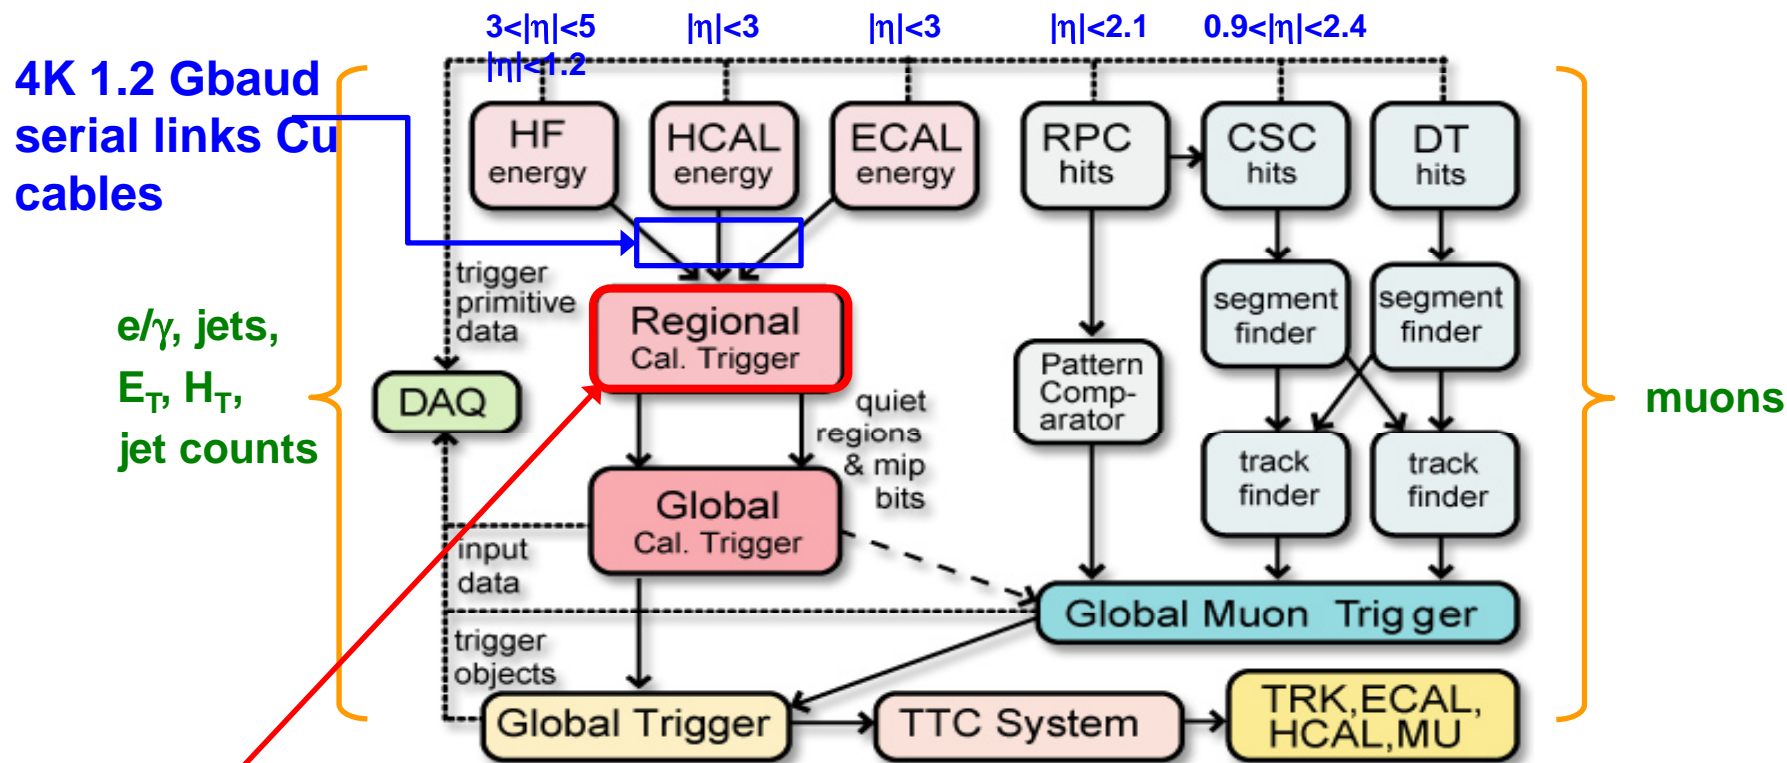 3<|η|<5
|η|<1.2
|η|<3
|η|<3
|η|<2.1
0.9<|η|<2.4
4K 1.2 Gbaud
serial links Cu
cables
HF
energy
HCAL
energy
ECAL
energy
RPC
hits
CSC
hits
DT
hits
trigger
primitive
data
Regional
Cal. Trigger
segment
finder
segment
finder
e/γ, jets,
E_T, H_T,
jet counts
DAQ
quiet
regions
& mip
bits
Pattern
Comp-
arator
muons
Global
Cal. Trigger
track
finder
track
finder
input
data
Global Muon Trigger
trigger
objects
Global Trigger
TTC System
TRK,ECAL,
HCAL,MU